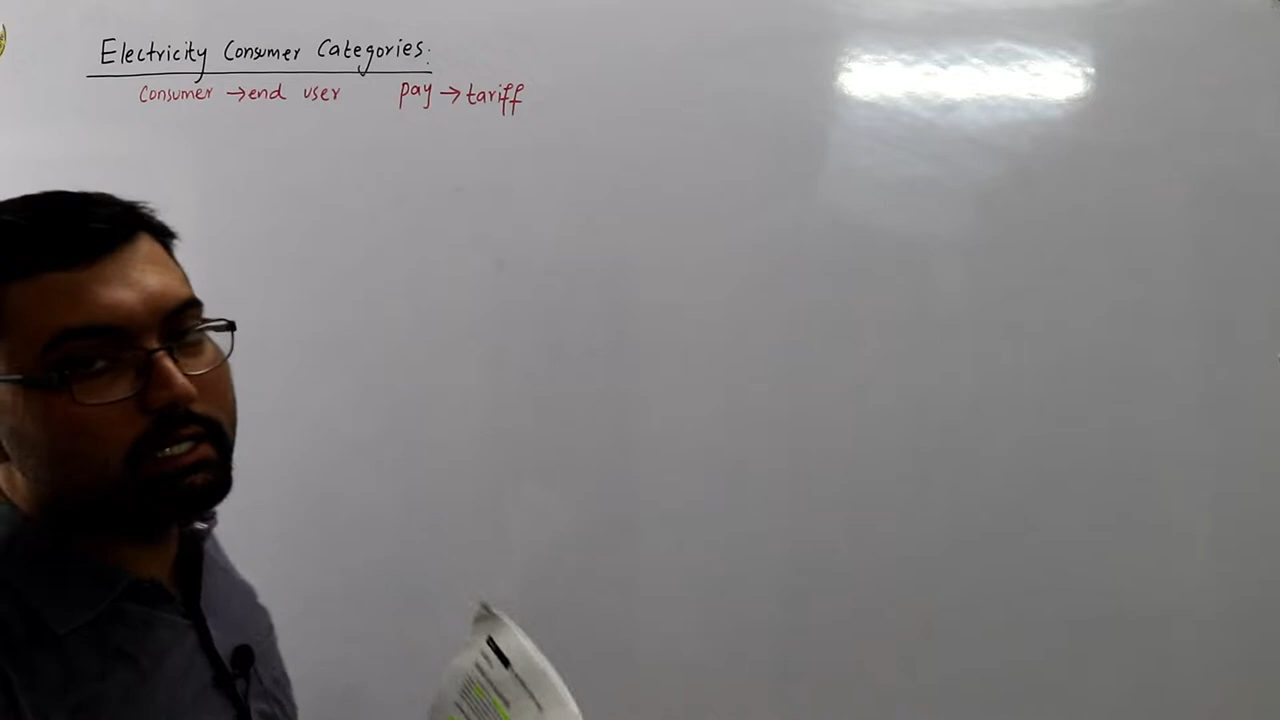 Electricity Consumer Categories:
Consumer → end user pay → tariff